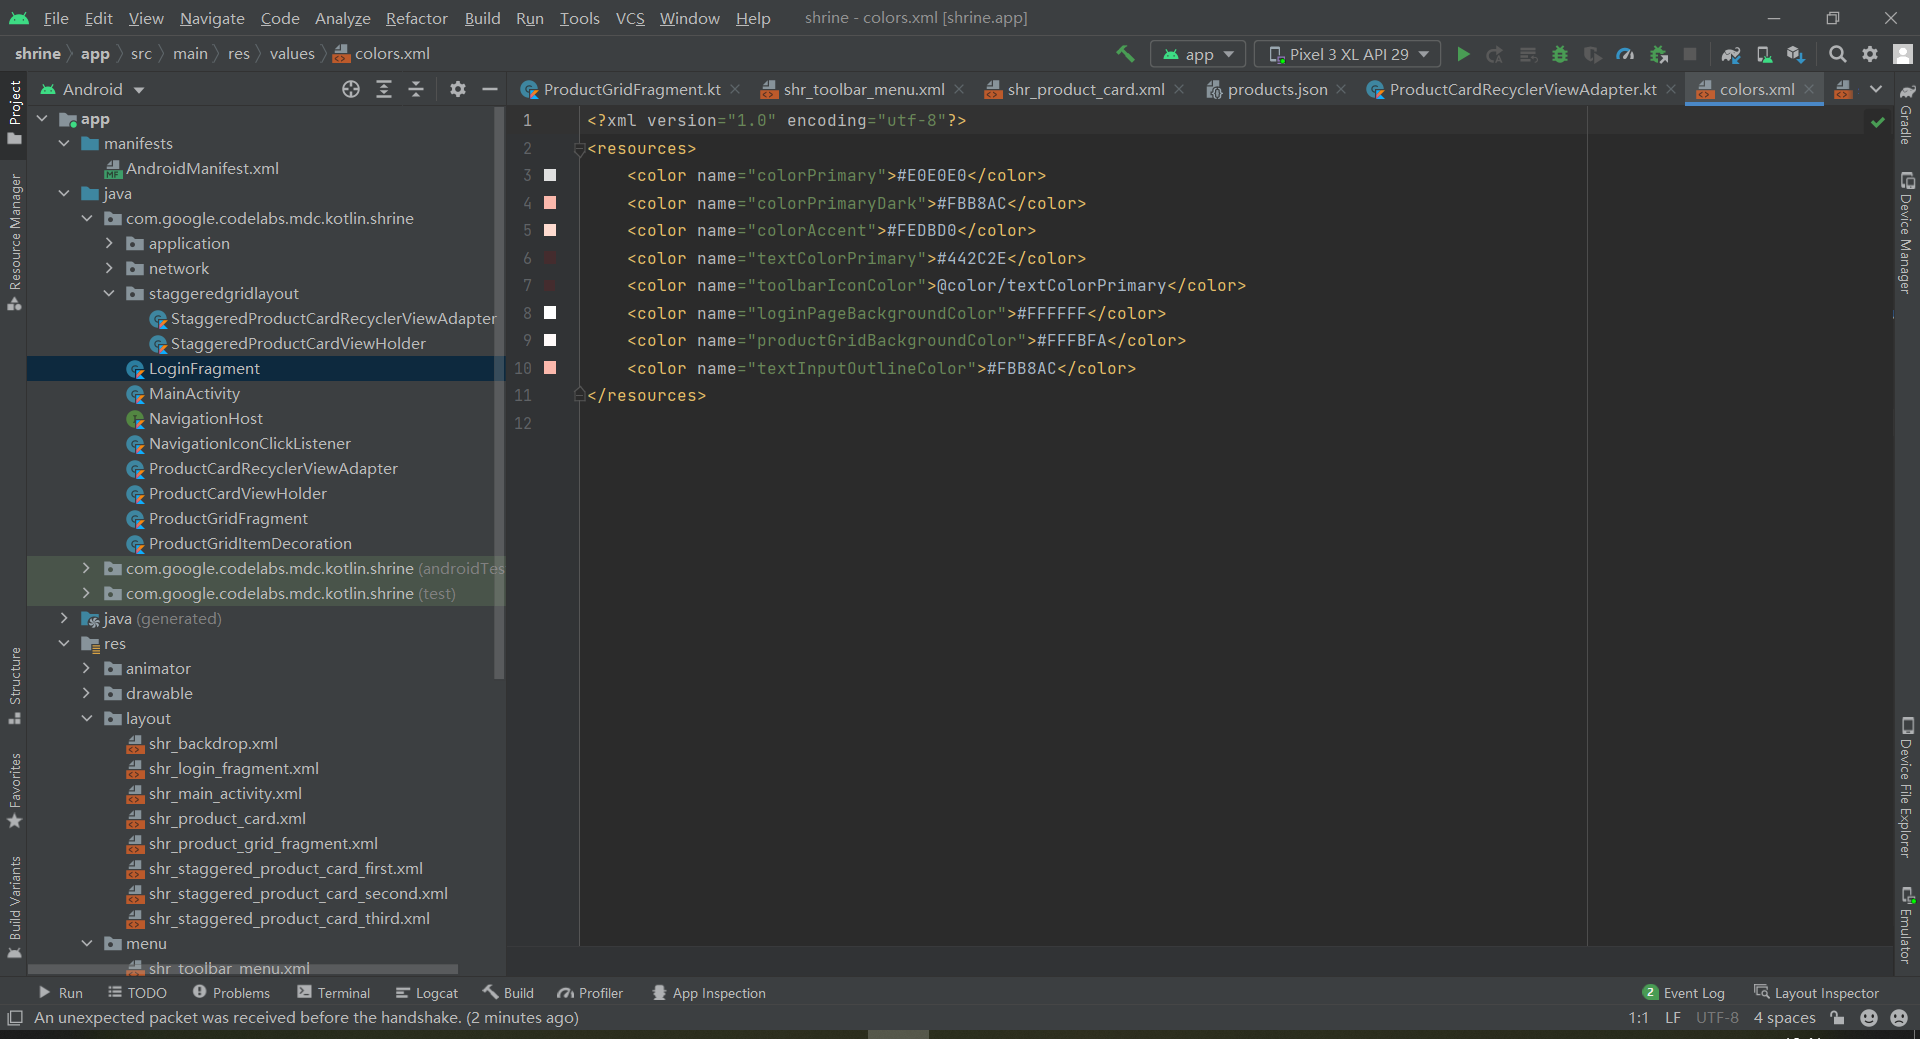 File Edit View Navigate Code Analyze Refactor Build Run Tools VCS Window Help shrine - colors.xml [shrine.app]
shrine app src main res values colors.xml app Pixel 3 XL API 29
Android ProductGridFragment.kt shr_toolbar_menu.xml shr_product_card.xml products.json ProductCardRecyclerViewAdapter.kt colors.xml
Project
Resource Manager
Structure
Favorites
Build Variants
app
manifests
AndroidManifest.xml
java
com.google.codelabs.mdc.kotlin.shrine
application
network
staggeredgridlayout
StaggeredProductCardRecyclerViewAdapter
StaggeredProductCardViewHolder
LoginFragment
MainActivity
NavigationHost
NavigationIconClickListener
ProductCardRecyclerViewAdapter
ProductCardViewHolder
ProductGridFragment
ProductGridItemDecoration
com.google.codelabs.mdc.kotlin.shrine (androidTes
com.google.codelabs.mdc.kotlin.shrine (test)
java (generated)
res
animator
drawable
layout
shr_backdrop.xml
shr_login_fragment.xml
shr_main_activity.xml
shr_product_card.xml
shr_product_grid_fragment.xml
shr_staggered_product_card_first.xml
shr_staggered_product_card_second.xml
shr_staggered_product_card_third.xml
menu
shr_toolbar_menu.xml
1 <?xml version="1.0" encoding="utf-8"?>
2 <resources>
3 <color name="colorPrimary">#E0E0E0</color>
4 <color name="colorPrimaryDark">#FBB8AC</color>
5 <color name="colorAccent">#FEDBD0</color>
6 <color name="textColorPrimary">#442C2E</color>
7 <color name="toolbarIconColor">@color/textColorPrimary</color>
8 <color name="loginPageBackgroundColor">#FFFFFF</color>
9 <color name="productGridBackgroundColor">#FFFBFA</color>
10 <color name="textInputOutlineColor">#FBB8AC</color>
11 </resources>
12
Gradle
Device Manager
Device File Explorer
Emulator
Run TODO Problems Terminal Logcat Build Profiler App Inspection 2 Event Log Layout Inspector
An unexpected packet was received before the handshake. (2 minutes ago) 1:1 LF UTF-8 4 spaces